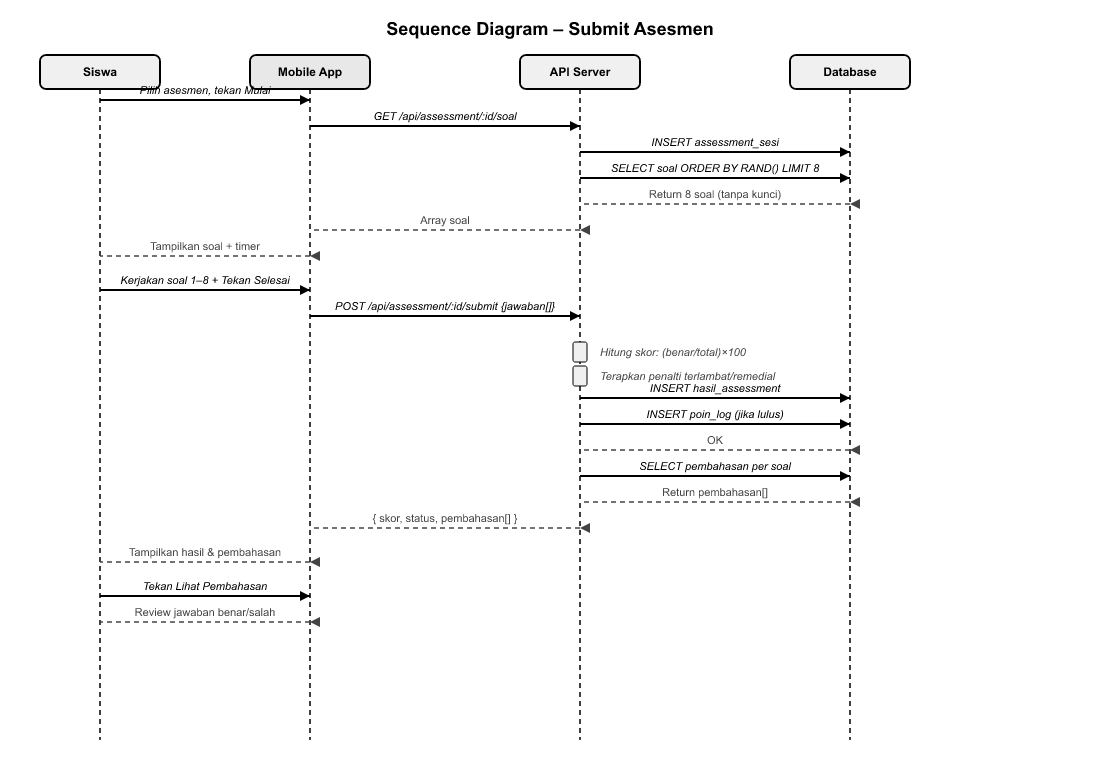 Sequence Diagram – Submit Asesmen
Siswa
Mobile App
API Server
Database
Pilih asesmen, tekan Mulai
GET /api/assessment/:id/soal
INSERT assessment_sesi
SELECT soal ORDER BY RAND() LIMIT 8
Return 8 soal (tanpa kunci)
Array soal
Tampilkan soal + timer
Kerjakan soal 1–8 + Tekan Selesai
POST /api/assessment/:id/submit {jawaban[]}
Hitung skor: (benar/total)×100
Terapkan penalti terlambat/remedial
INSERT hasil_assessment
INSERT poin_log (jika lulus)
OK
SELECT pembahasan per soal
Return pembahasan[]
{ skor, status, pembahasan[] }
Tampilkan hasil & pembahasan
Tekan Lihat Pembahasan
Review jawaban benar/salah